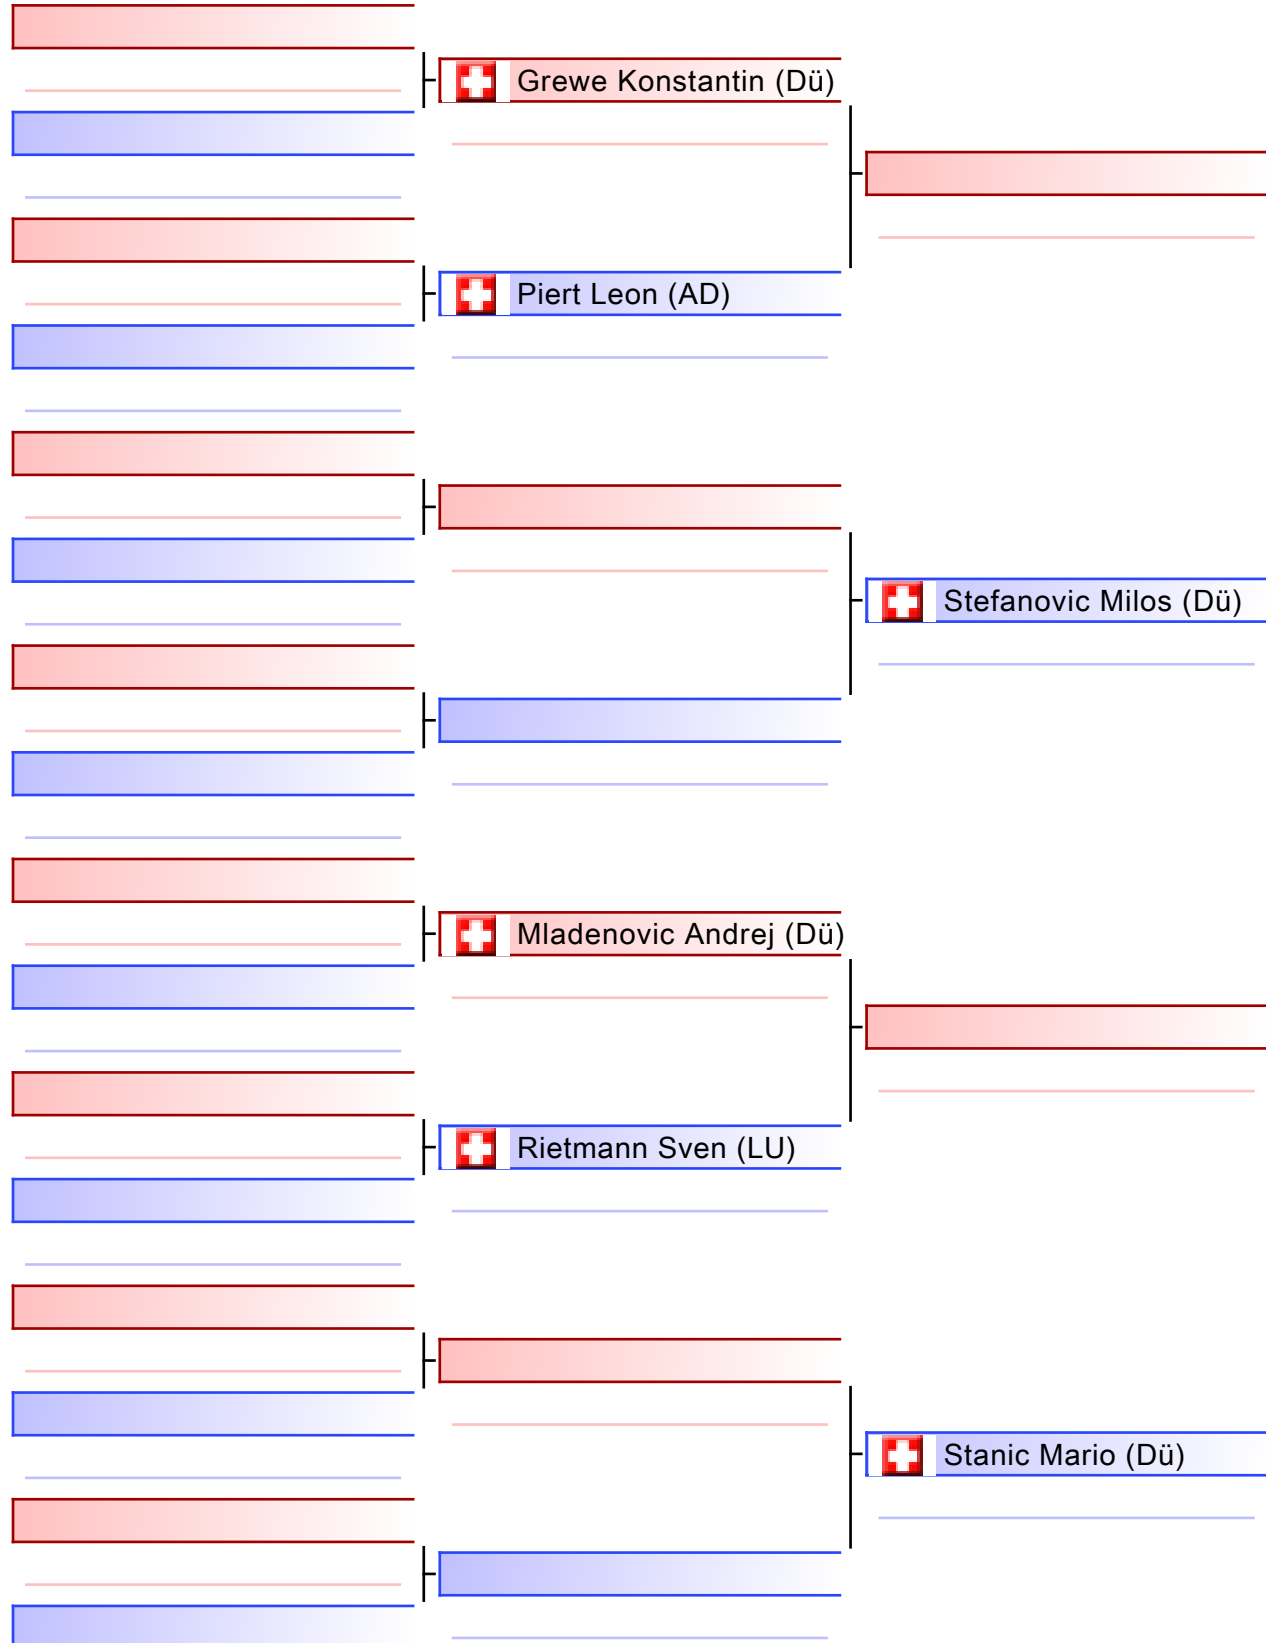 Grewe Konstantin (Dü)
Piert Leon (AD)
Stefanovic Milos (Dü)
Mladenovic Andrej (Dü)
Rietmann Sven (LU)
Stanic Mario (Dü)